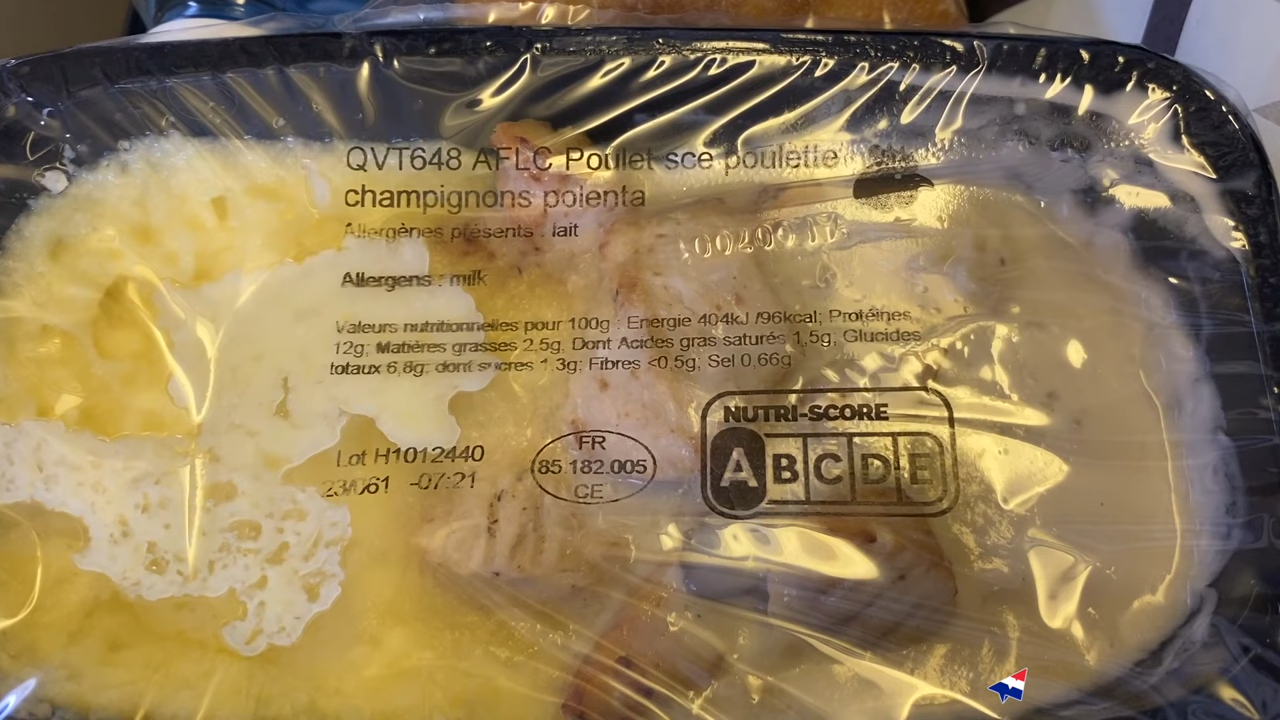 QVT648 AFLC Poulet sce poulette
champignons polenta
Allergènes présents : lait
Allergens : milk
Valeurs nutritionnelles pour 100g : Energie 404kJ /96kcal; Protéines
12g; Matières grasses 2,5g, Dont Acides gras saturés 1,5g; Glucides
totaux 6,8g; dont sucres 1,3g; Fibres <0,5g; Sel 0,66g
NUTRI-SCORE
A B C D E
Lot H1012440
-07:21
FR
85.182.005
CE